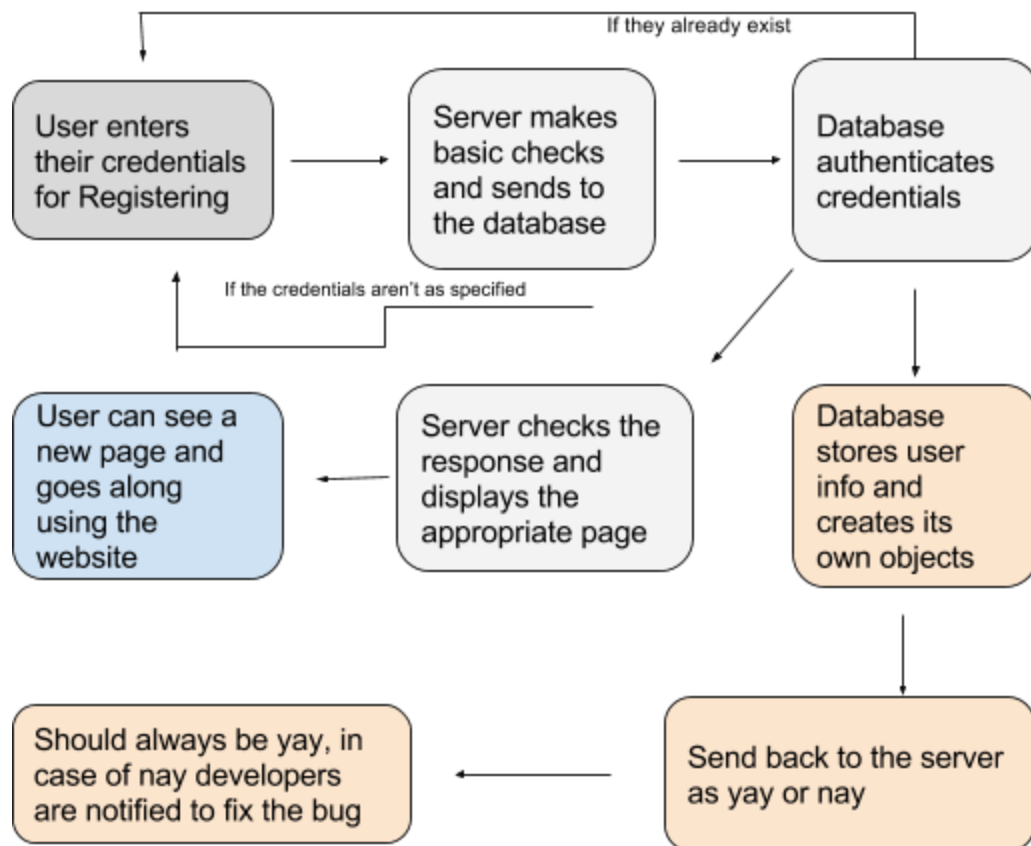 If they already exist
User enters
their credentials
for Registering
Server makes
basic checks
and sends to
the database
Database
authenticates
credentials
If the credentials aren't as specified
User can see a
new page and
goes along
using the
website
Server checks the
response and
displays the
appropriate page
Database
stores user
info and
creates its
own objects
Should always be yay, in
case of nay developers
are notified to fix the bug
Send back to the server
as yay or nay